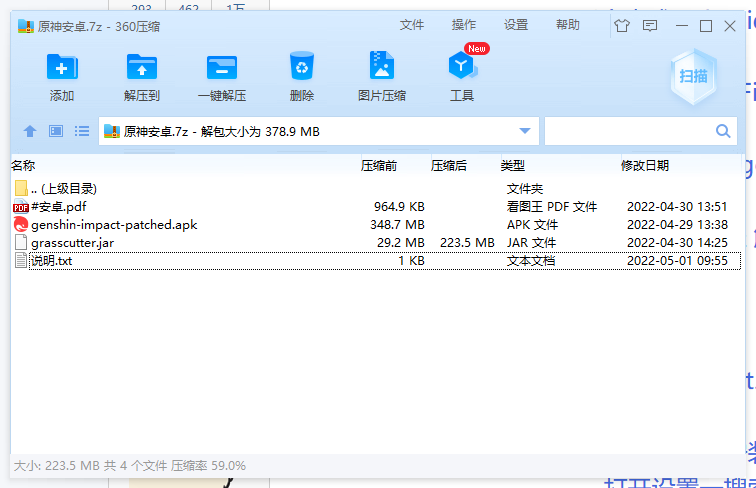 293 462 1万
原神安卓.7z - 360压缩 文件 操作 设置 帮助
New
添加 解压到 一键解压 删除 图片压缩 工具 扫描
原神安卓.7z - 解包大小为 378.9 MB
名称 压缩前 压缩后 类型 修改日期
.. (上级目录) 文件夹
PDF #安卓.pdf 964.9 KB 看图王 PDF 文件 2022-04-30 13:51
genshin-impact-patched.apk 348.7 MB APK 文件 2022-04-29 13:38
grasscutter.jar 29.2 MB 223.5 MB JAR 文件 2022-04-30 14:25
说明.txt 1 KB 文本文档 2022-05-01 09:55
大小: 223.5 MB 共 4 个文件 压缩率 59.0%